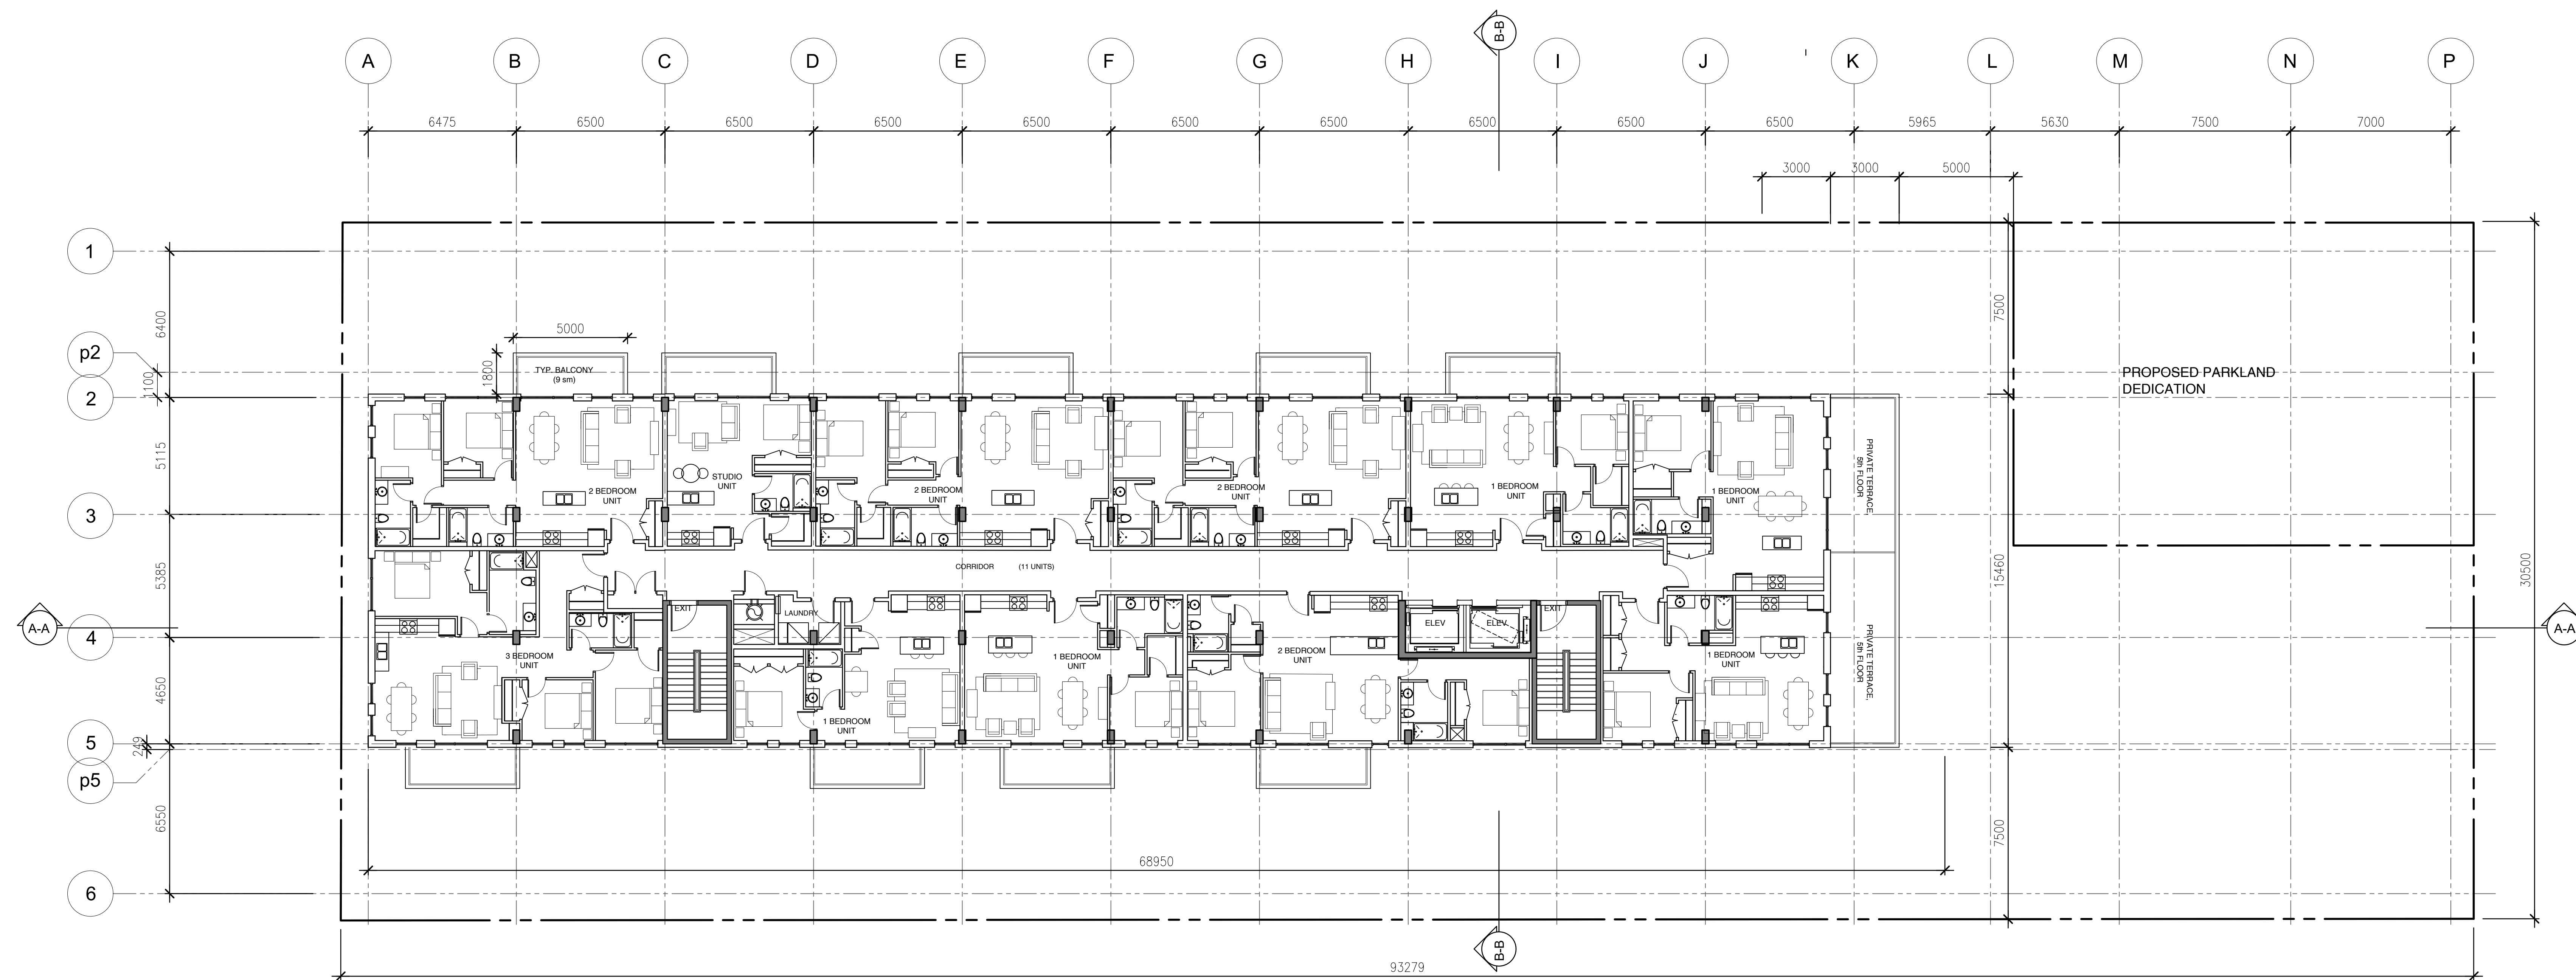 B-B
A B C D E F G H I J K L M N P
6475 6500 6500 6500 6500 6500 6500 6500 6500 6500 5965 5630 7500 7000
3000 3000 5000
1
6400
7500
5000
p2
1800
TYP. BALCONY
(9 sm)
PROPOSED PARKLAND
DEDICATION
1100
2
5115
PRIVATE TERRACE,
5th FLOOR
2 BEDROOM
UNIT
STUDIO
UNIT
2 BEDROOM
UNIT
2 BEDROOM
UNIT
1 BEDROOM
UNIT
1 BEDROOM
UNIT
3
5385
CORRIDOR (11 UNITS)
15460
30500
EXIT
LAUNDRY
ELEV
ELEV
EXIT
A-A
A-A
4
3 BEDROOM
UNIT
1 BEDROOM
UNIT
1 BEDROOM
UNIT
2 BEDROOM
UNIT
1 BEDROOM
UNIT
PRIVATE TERRACE,
5th FLOOR
4650
5
249
p5
6550
7500
68950
6
B-B
93279